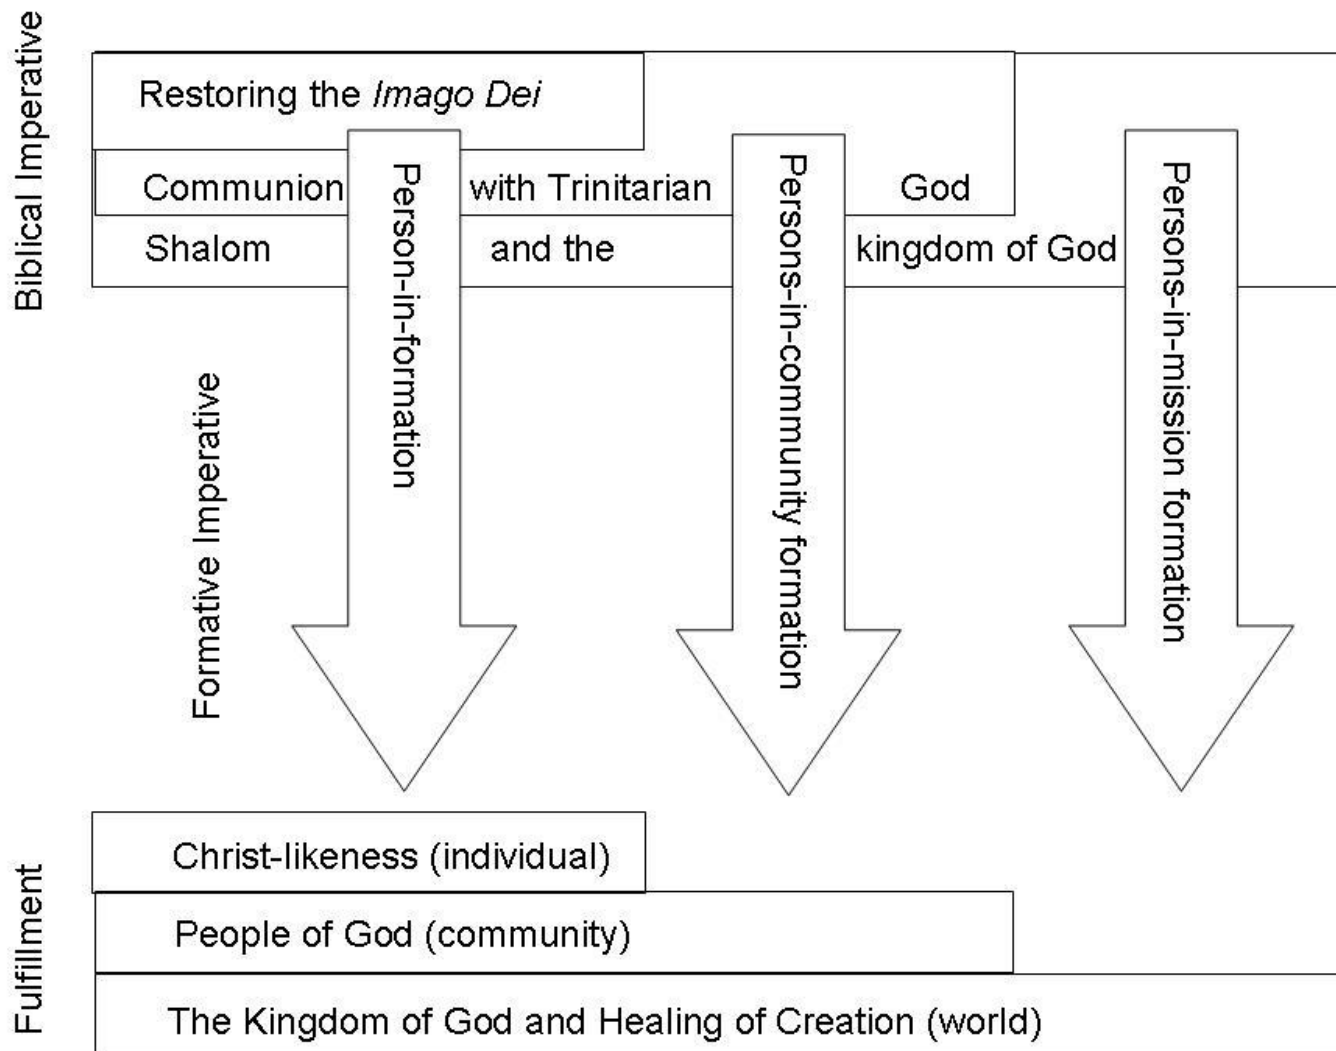 Biblical Imperative
Restoring the Imago Dei
Communion with Trinitarian God
Shalom and the kingdom of God
Formative Imperative
Person-in-formation
Persons-in-community formation
Persons-in-mission formation
Fulfillment
Christ-likeness (individual)
People of God (community)
The Kingdom of God and Healing of Creation (world)